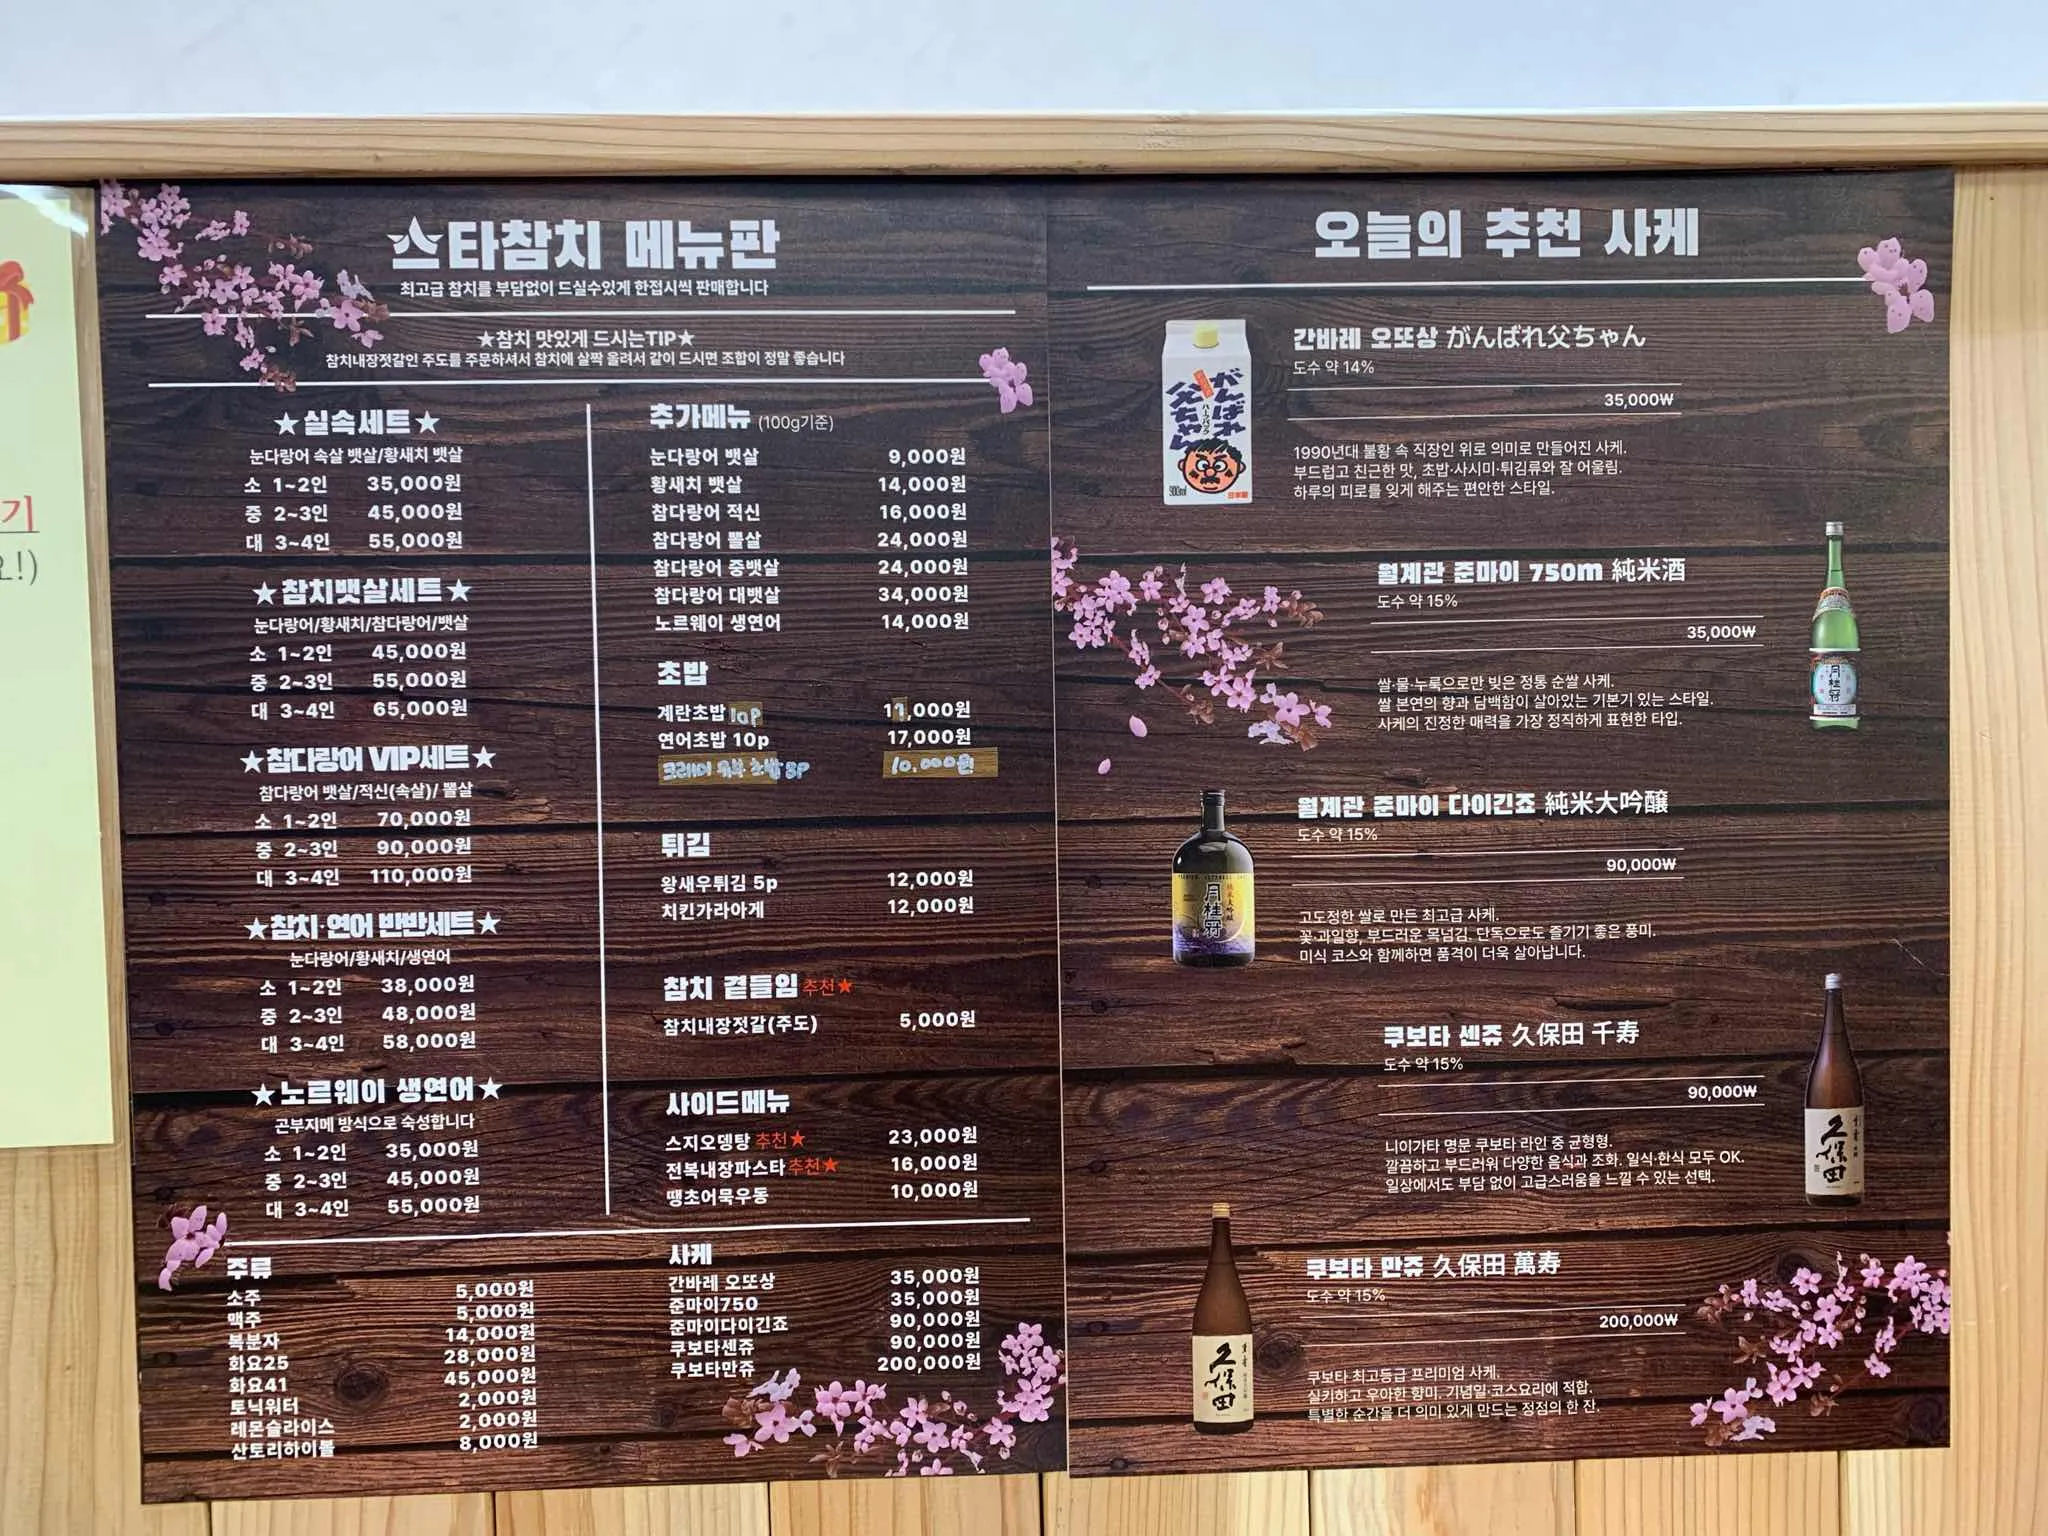 기
요!)
스타참치 메뉴판
최고급 참치를 부담없이 드실수있게 한접시씩 판매합니다
★참치 맛있게 드시는TIP★
참치내장젓갈인 주도를 주문하셔서 참치에 살짝 올려서 같이 드시면 조합이 정말 좋습니다
★실속세트★
눈다랑어 속살 뱃살/황새치 뱃살
소 1~2인 35,000원
중 2~3인 45,000원
대 3~4인 55,000원
★참치뱃살세트★
눈다랑어/황새치/참다랑어/뱃살
소 1~2인 45,000원
중 2~3인 55,000원
대 3~4인 65,000원
★참다랑어 VIP세트★
참다랑어 뱃살/적신(속살)/ 뽈살
소 1~2인 70,000원
중 2~3인 90,000원
대 3~4인 110,000원
★참치·연어 반반세트★
눈다랑어/황새치/생연어
소 1~2인 38,000원
중 2~3인 48,000원
대 3~4인 58,000원
★노르웨이 생연어★
곤부지메 방식으로 숙성합니다
소 1~2인 35,000원
중 2~3인 45,000원
대 3~4인 55,000원
추가메뉴 (100g기준)
눈다랑어 뱃살 9,000원
황새치 뱃살 14,000원
참다랑어 적신 16,000원
참다랑어 뽈살 24,000원
참다랑어 중뱃살 24,000원
참다랑어 대뱃살 34,000원
노르웨이 생연어 14,000원
초밥
계란초밥 10P 11,000원
연어초밥 10p 17,000원
크래미 유부 초밥 8P 10.000원
튀김
왕새우튀김 5p 12,000원
치킨가라아게 12,000원
참치 곁들임 추천★
참치내장젓갈(주도) 5,000원
사이드메뉴
스지오뎅탕 추천★ 23,000원
전복내장파스타 추천★ 16,000원
땡초어묵우동 10,000원
주류
소주 5,000원
맥주 5,000원
복분자 14,000원
화요25 28,000원
화요41 45,000원
토닉워터 2,000원
레몬슬라이스 2,000원
산토리하이볼 8,000원
사케
간바레 오또상 35,000원
준마이750 35,000원
준마이다이긴죠 90,000원
쿠보타센쥬 90,000원
쿠보타만쥬 200,000원
오늘의 추천 사케
간바레 오또상 がんばれ父ちゃん
도수 약 14%
35,000₩
1990년대 불황 속 직장인 위로 의미로 만들어진 사케.
부드럽고 친근한 맛, 초밥·사시미·튀김류와 잘 어울림.
하루의 피로를 잊게 해주는 편안한 스타일.
がんばれ
父ちゃん
900ml
日本酒
월계관 준마이 750m 純米酒
도수 약 15%
35,000₩
쌀·물·누룩으로만 빚은 정통 순쌀 사케.
쌀 본연의 향과 담백함이 살아있는 기본기 있는 스타일.
사케의 진정한 매력을 가장 정직하게 표현한 타입.
月桂冠
월계관 준마이 다이긴죠 純米大吟醸
도수 약 15%
90,000₩
고도정한 쌀로 만든 최고급 사케.
꽃·과일향, 부드러운 목넘김. 단독으로도 즐기기 좋은 풍미.
미식 코스와 함께하면 품격이 더욱 살아납니다.
月桂冠
쿠보타 센쥬 久保田 千寿
도수 약 15%
90,000₩
니이가타 명문 쿠보타 라인 중 균형형.
깔끔하고 부드러워 다양한 음식과 조화. 일식·한식 모두 OK.
일상에서도 부담 없이 고급스러움을 느낄 수 있는 선택.
久保田
쿠보타 만쥬 久保田 萬寿
도수 약 15%
200,000₩
쿠보타 최고등급 프리미엄 사케.
실키하고 우아한 향미. 기념일·코스요리에 적합.
특별한 순간을 더 의미 있게 만드는 정점의 한 잔.
久保田